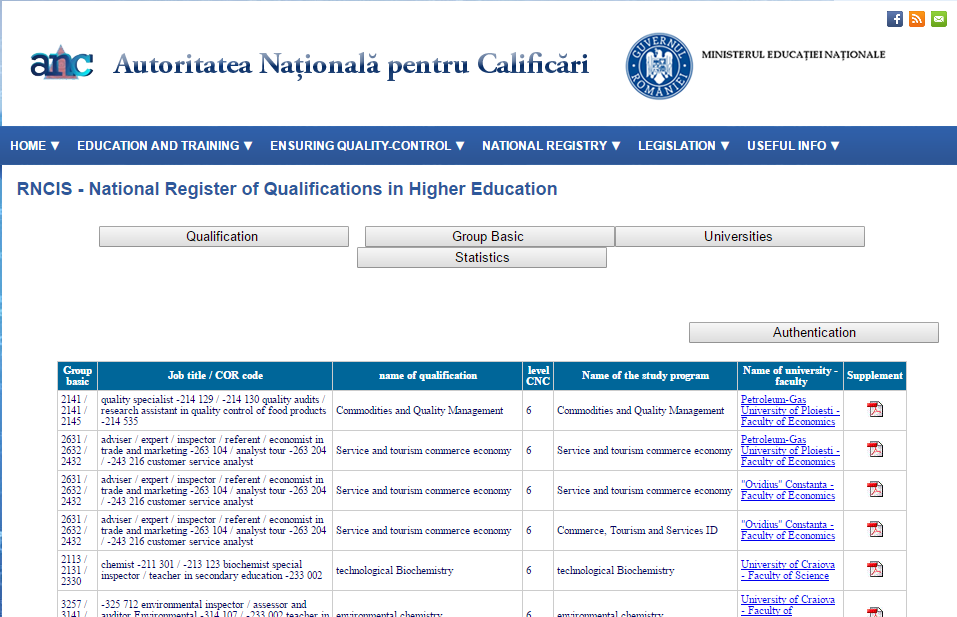 anc Autoritatea Națională pentru Calificări
GUVERNUL ROMÂNIEI
MINISTERUL EDUCAȚIEI NAȚIONALE
HOME ▼ EDUCATION AND TRAINING ▼ ENSURING QUALITY-CONTROL ▼ NATIONAL REGISTRY ▼ LEGISLATION ▼ USEFUL INFO ▼
RNCIS - National Register of Qualifications in Higher Education
Qualification Group Basic Universities
Statistics
Authentication
Group basic Job title / COR code name of qualification level CNC Name of the study program Name of university - faculty Supplement
2141 / 2141 / 2145
quality specialist -214 129 / -214 130 quality audits /
research assistant in quality control of food products
-214 535
Commodities and Quality Management 6 Commodities and Quality Management
Petroleum-Gas
University of Ploiesti -
Faculty of Economics
2631 / 2632 / 2432
adviser / expert / inspector / referent / economist in
trade and marketing -263 104 / analyst tour -263 204
/ -243 216 customer service analyst
Service and tourism commerce economy 6 Service and tourism commerce economy
Petroleum-Gas
University of Ploiesti -
Faculty of Economics
2631 / 2632 / 2432
adviser / expert / inspector / referent / economist in
trade and marketing -263 104 / analyst tour -263 204
/ -243 216 customer service analyst
Service and tourism commerce economy 6 Service and tourism commerce economy
"Ovidius" Constanta -
Faculty of Economics
2631 / 2632 / 2432
adviser / expert / inspector / referent / economist in
trade and marketing -263 104 / analyst tour -263 204
/ -243 216 customer service analyst
Service and tourism commerce economy 6 Commerce, Tourism and Services ID
"Ovidius" Constanta -
Faculty of Economics
2113 / 2131 / 2330
chemist -211 301 / -213 123 biochemist special
inspector / teacher in secondary education -233 002
technological Biochemistry 6 technological Biochemistry
University of Craiova
- Faculty of Science
3257 / 3141 /
-325 712 environmental inspector / assessor and
auditor Environmental -314 107 / -233 002 teacher in
environmental chemistry 6 environmental chemistry
University of Craiova
- Faculty of